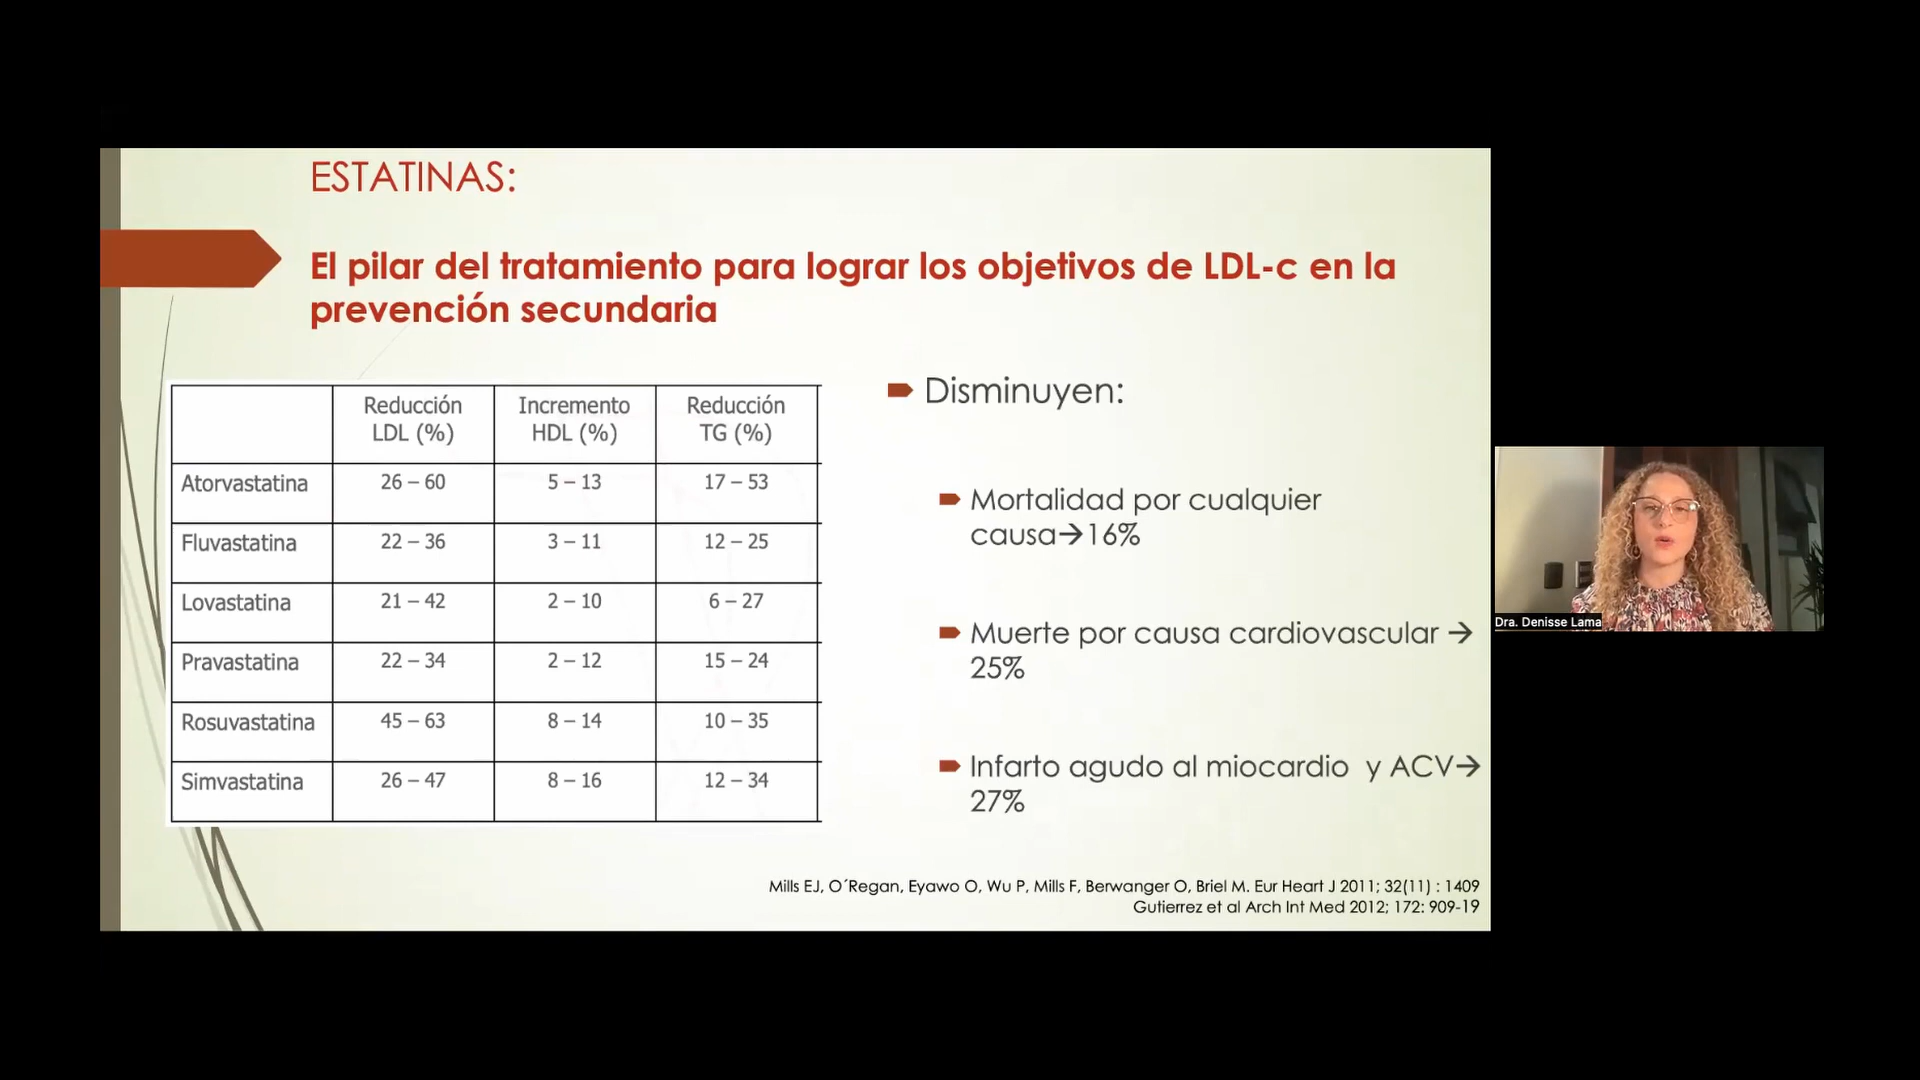 ESTATINAS:
El pilar del tratamiento para lograr los objetivos de LDL-c en la
prevención secundaria
Reducción LDL (%) Incremento HDL (%) Reducción TG (%)
Atorvastatina 26 – 60 5 – 13 17 – 53
Fluvastatina 22 – 36 3 – 11 12 – 25
Lovastatina 21 – 42 2 – 10 6 – 27
Pravastatina 22 – 34 2 – 12 15 – 24
Rosuvastatina 45 – 63 8 – 14 10 – 35
Simvastatina 26 – 47 8 – 16 12 – 34
Disminuyen:
Mortalidad por cualquier
causa→16%
Muerte por causa cardiovascular →
25%
Infarto agudo al miocardio y ACV→
27%
Mills EJ, O´Regan, Eyawo O, Wu P, Mills F, Berwanger O, Briel M. Eur Heart J 2011; 32(11) : 1409
Gutierrez et al Arch Int Med 2012; 172: 909-19
Dra. Denisse Lama